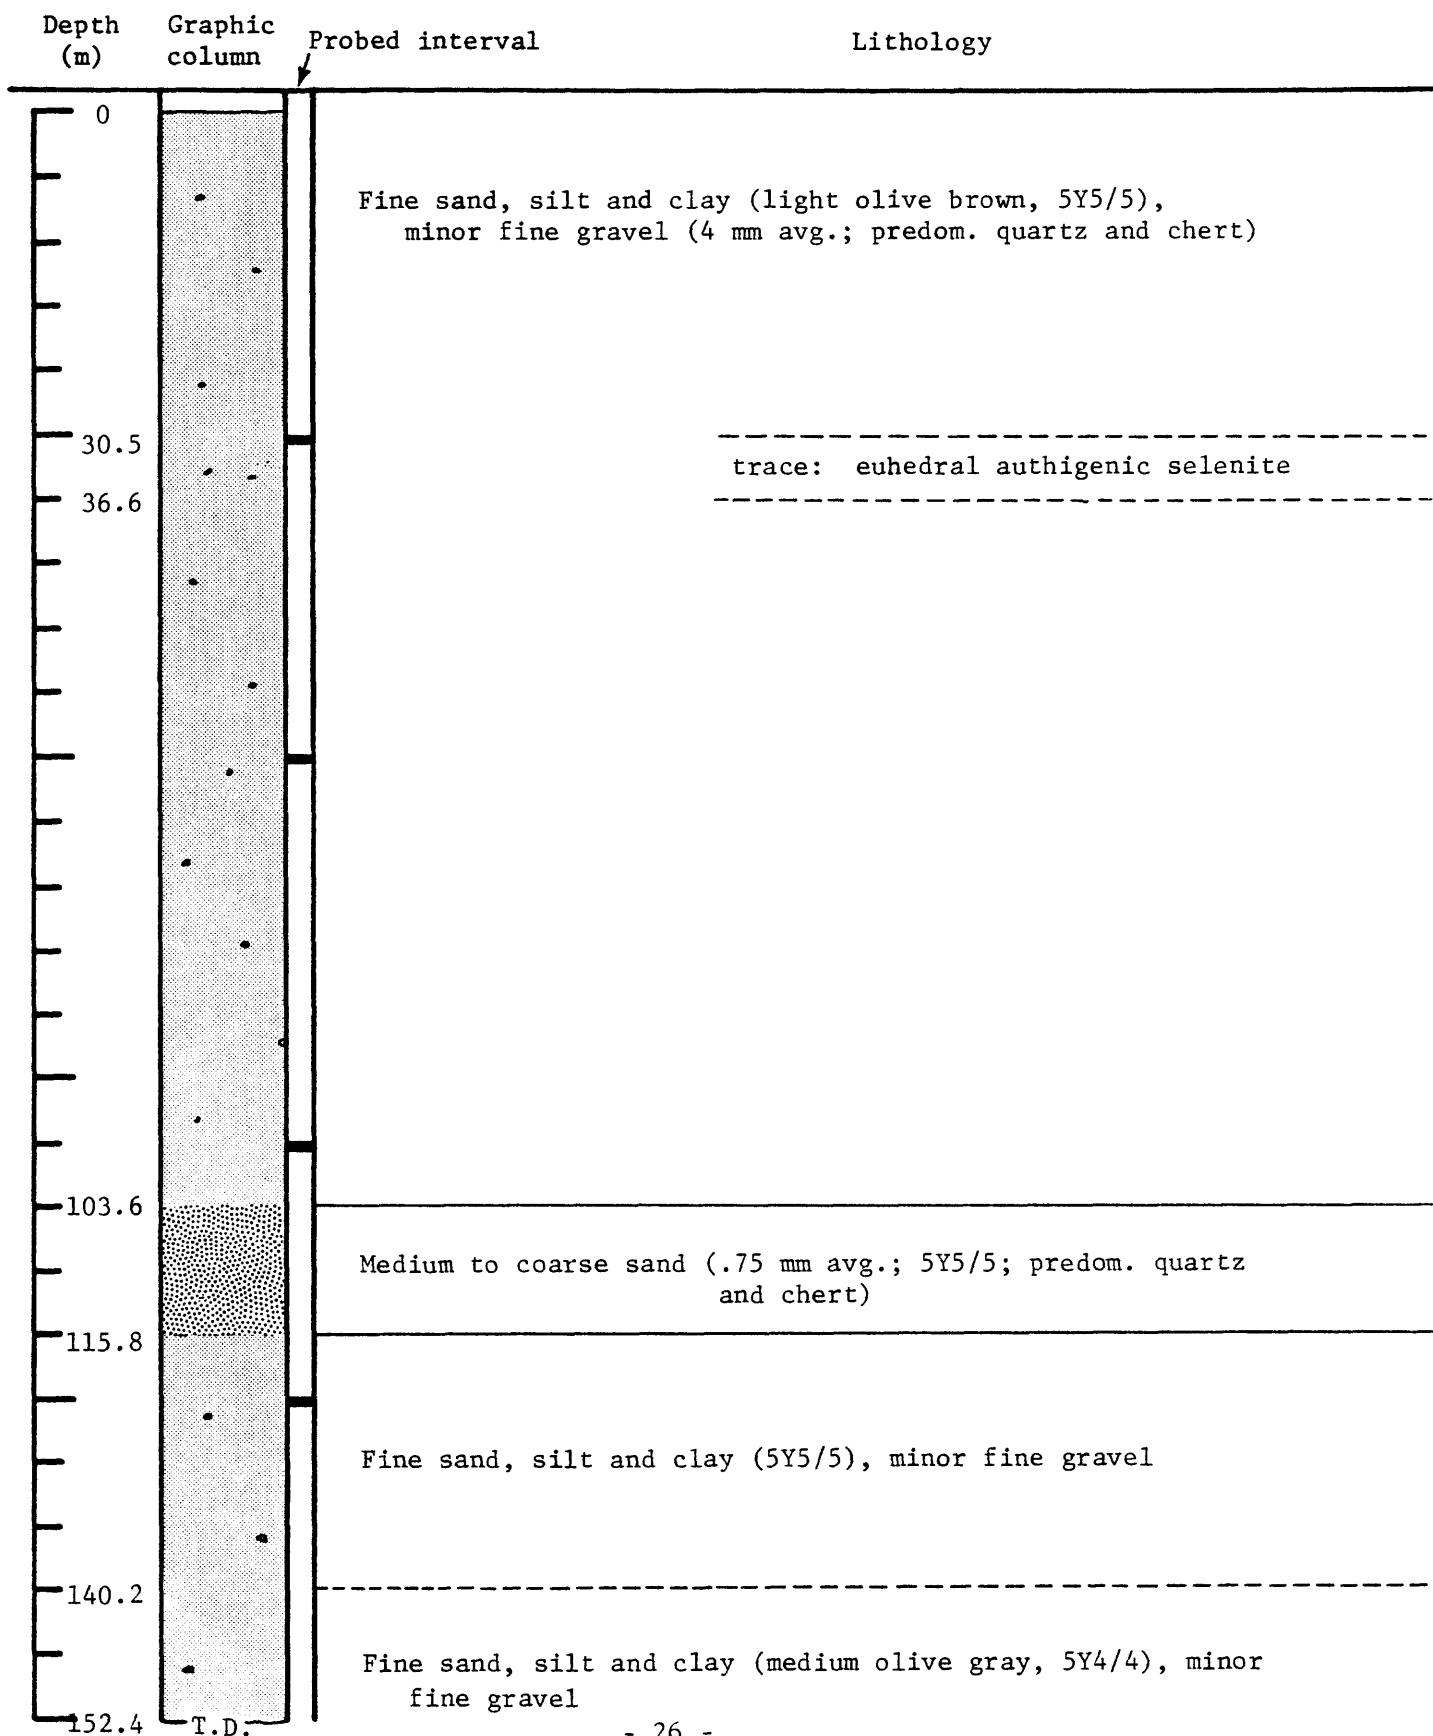 Depth Graphic Probed interval Lithology
(m) column
0
Fine sand, silt and clay (light olive brown, 5Y5/5),
minor fine gravel (4 mm avg.; predom. quartz and chert)
30.5
trace: euhedral authigenic selenite
36.6
103.6
Medium to coarse sand (.75 mm avg.; 5Y5/5; predom. quartz
and chert)
115.8
Fine sand, silt and clay (5Y5/5), minor fine gravel
140.2
Fine sand, silt and clay (medium olive gray, 5Y4/4), minor
fine gravel
152.4 T.D.
- 26 -